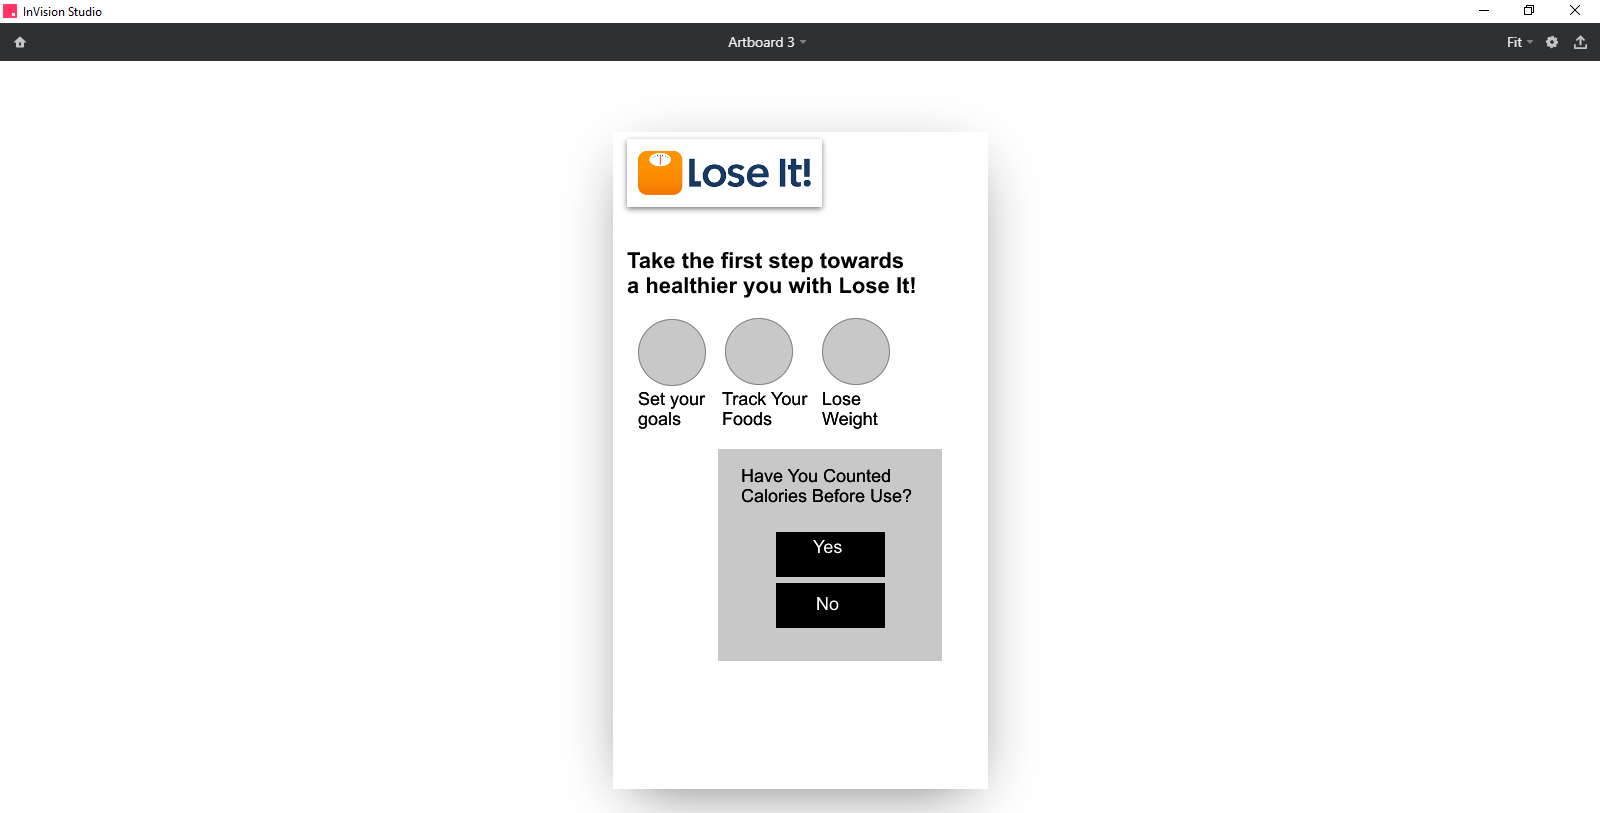 InVision Studio
Artboard 3
Fit
Lose It!
Take the first step towards
a healthier you with Lose It!
Set your
goals
Track Your
Foods
Lose
Weight
Have You Counted
Calories Before Use?
Yes
No